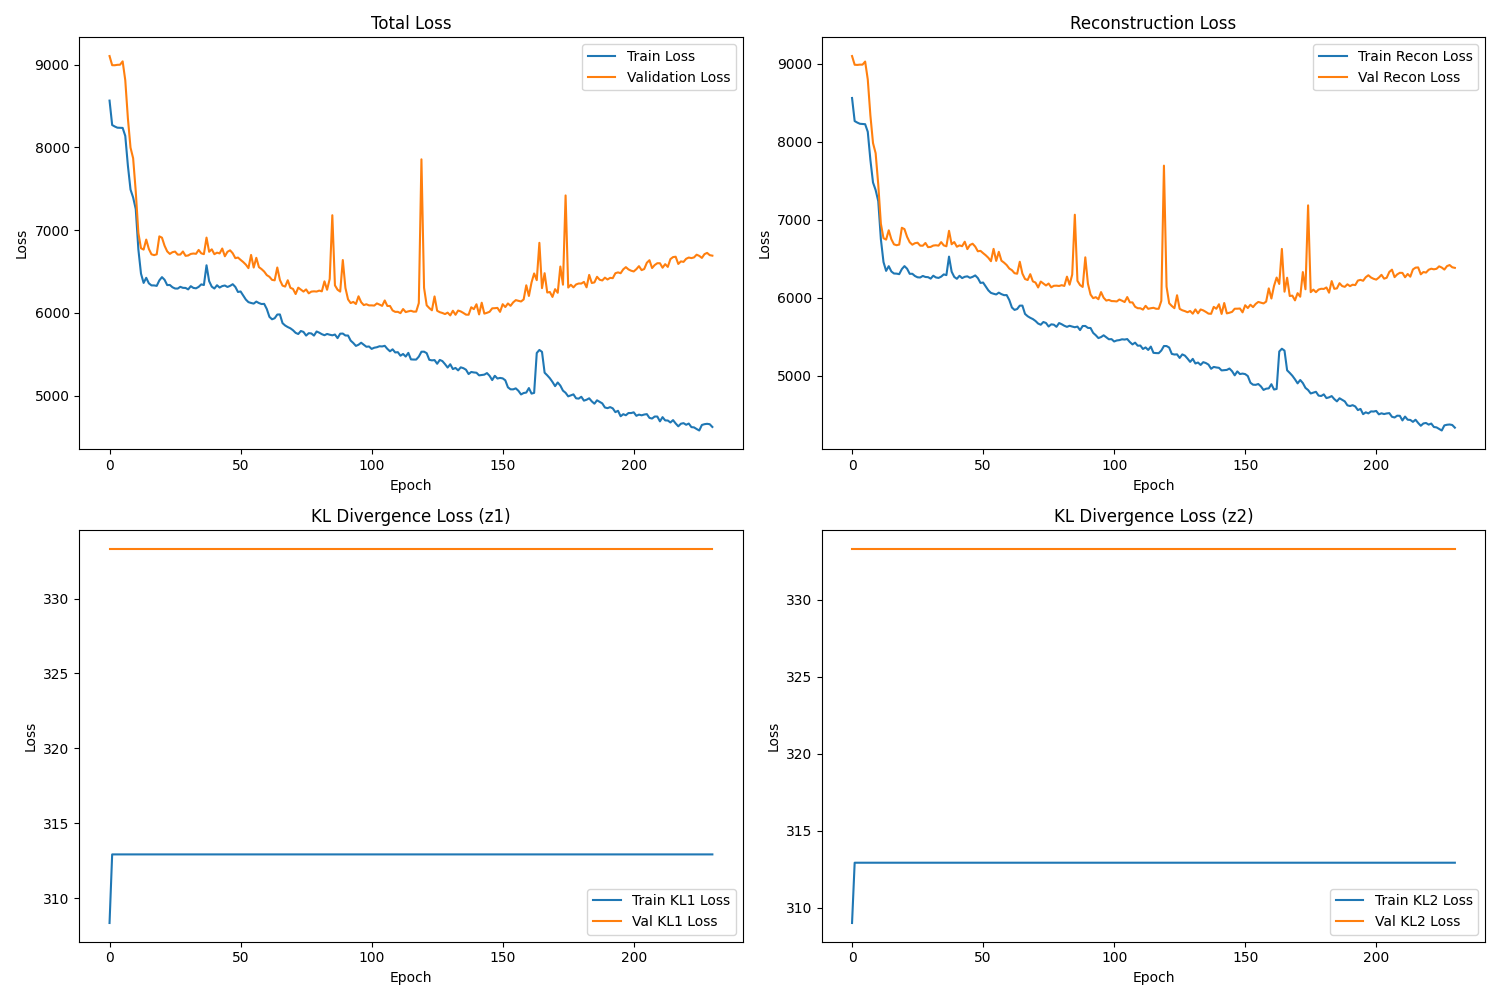 Total Loss
Loss
9000
8000
7000
6000
5000
Train Loss
Validation Loss
0 50 100 150 200
Epoch
Reconstruction Loss
Loss
9000
8000
7000
6000
5000
Train Recon Loss
Val Recon Loss
0 50 100 150 200
Epoch
KL Divergence Loss (z1)
Loss
330
325
320
315
310
Train KL1 Loss
Val KL1 Loss
0 50 100 150 200
Epoch
KL Divergence Loss (z2)
Loss
330
325
320
315
310
Train KL2 Loss
Val KL2 Loss
0 50 100 150 200
Epoch